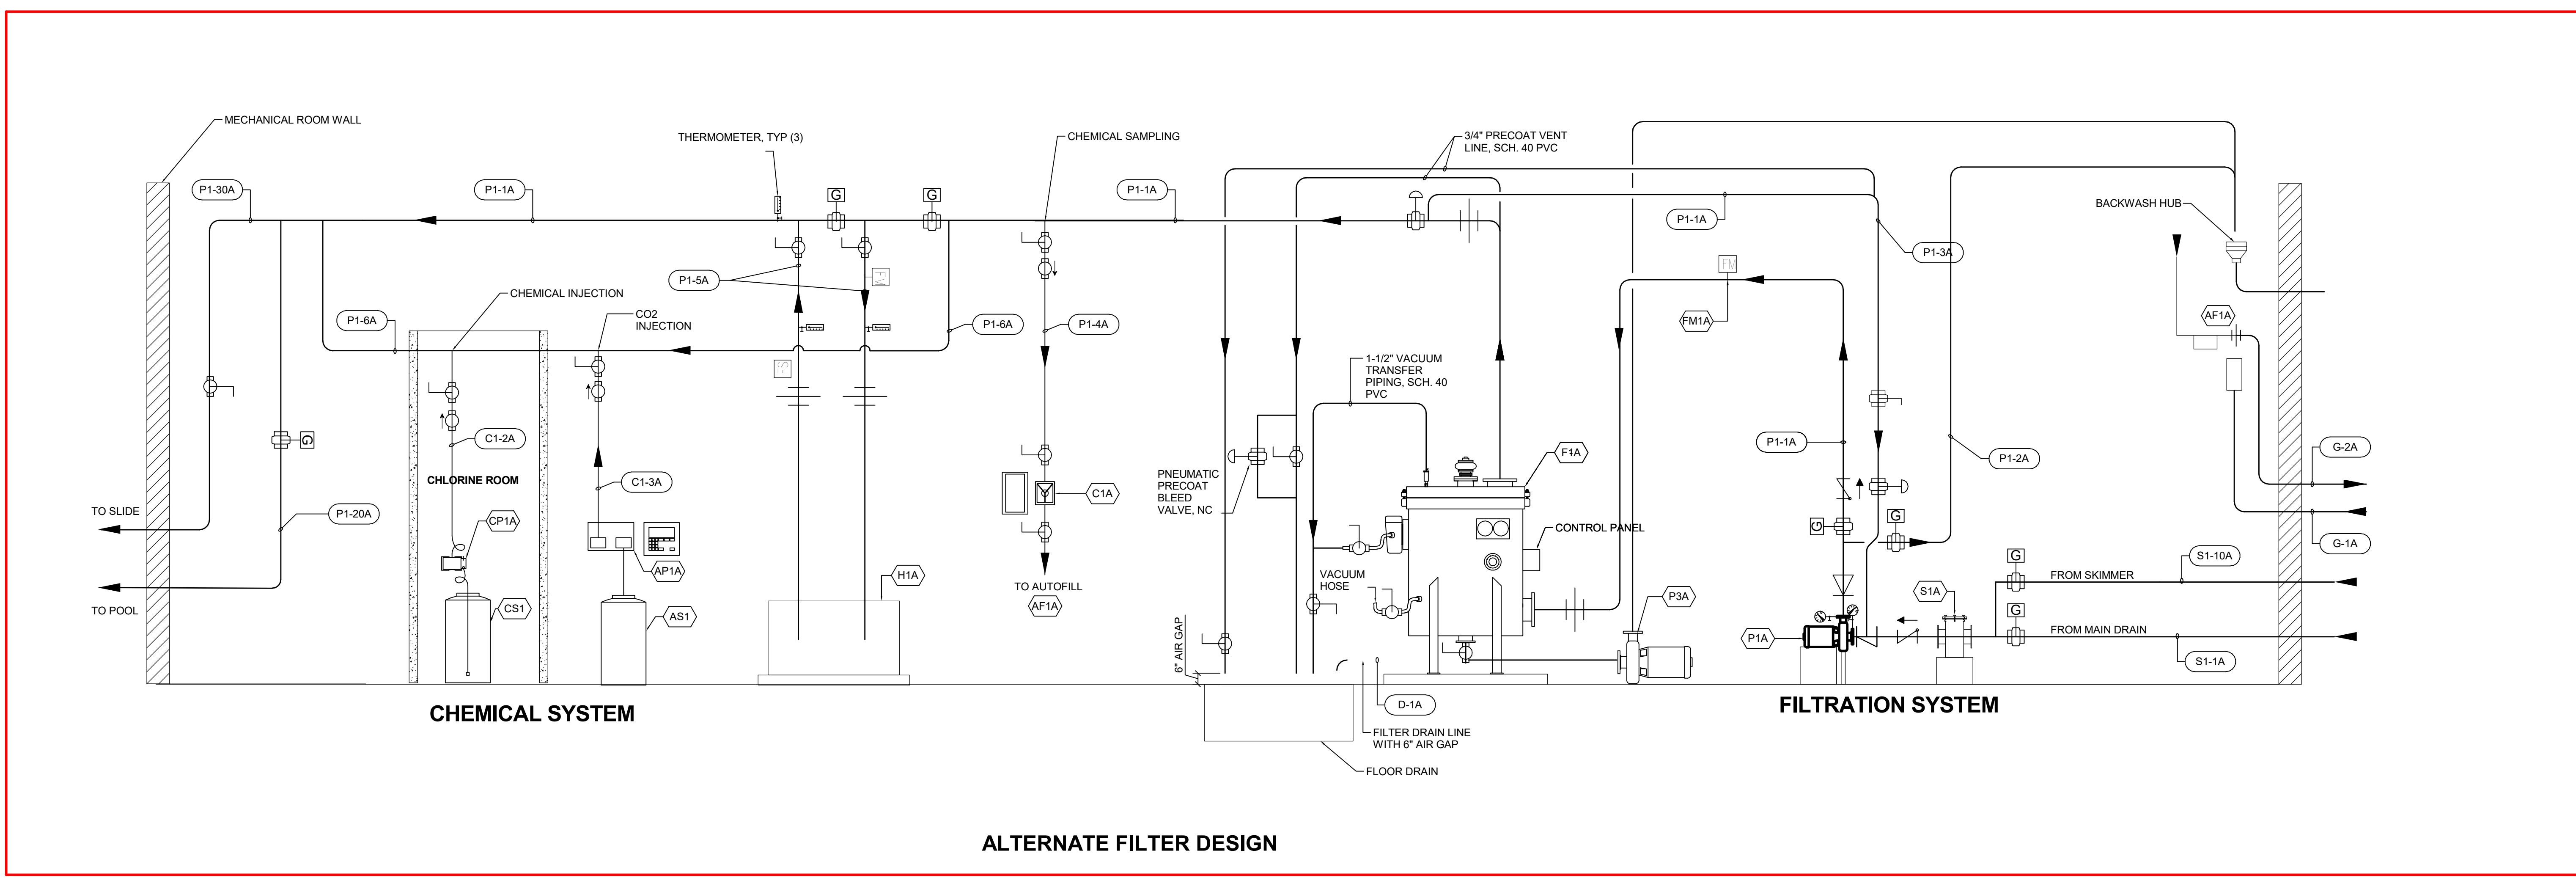 MECHANICAL ROOM WALL
THERMOMETER, TYP (3)
CHEMICAL SAMPLING
3/4" PRECOAT VENT
LINE, SCH. 40 PVC
P1-30A
P1-1A
G
G
P1-1A
P1-1A
BACKWASH HUB
P1-3A
P1-5A
FM
FM
CHEMICAL INJECTION
CO2
INJECTION
P1-6A
P1-6A
P1-4A
FM1A
AF1A
FS
1-1/2" VACUUM
TRANSFER
PIPING, SCH. 40
PVC
C1-2A
G
P1-1A
G-2A
F1A
P1-2A
CHLORINE ROOM
C1-3A
PNEUMATIC
PRECOAT
BLEED
VALVE, NC
C1A
TO SLIDE
P1-20A
CP1A
CONTROL PANEL
G
G
G-1A
AP1A
H1A
TO AUTOFILL
AF1A
VACUUM
HOSE
G
FROM SKIMMER
S1-10A
TO POOL
CS1
AS1
P3A
S1A
G
FROM MAIN DRAIN
P1A
6" AIR GAP
S1-1A
CHEMICAL SYSTEM
D-1A
FILTRATION SYSTEM
FILTER DRAIN LINE
WITH 6" AIR GAP
FLOOR DRAIN
ALTERNATE FILTER DESIGN